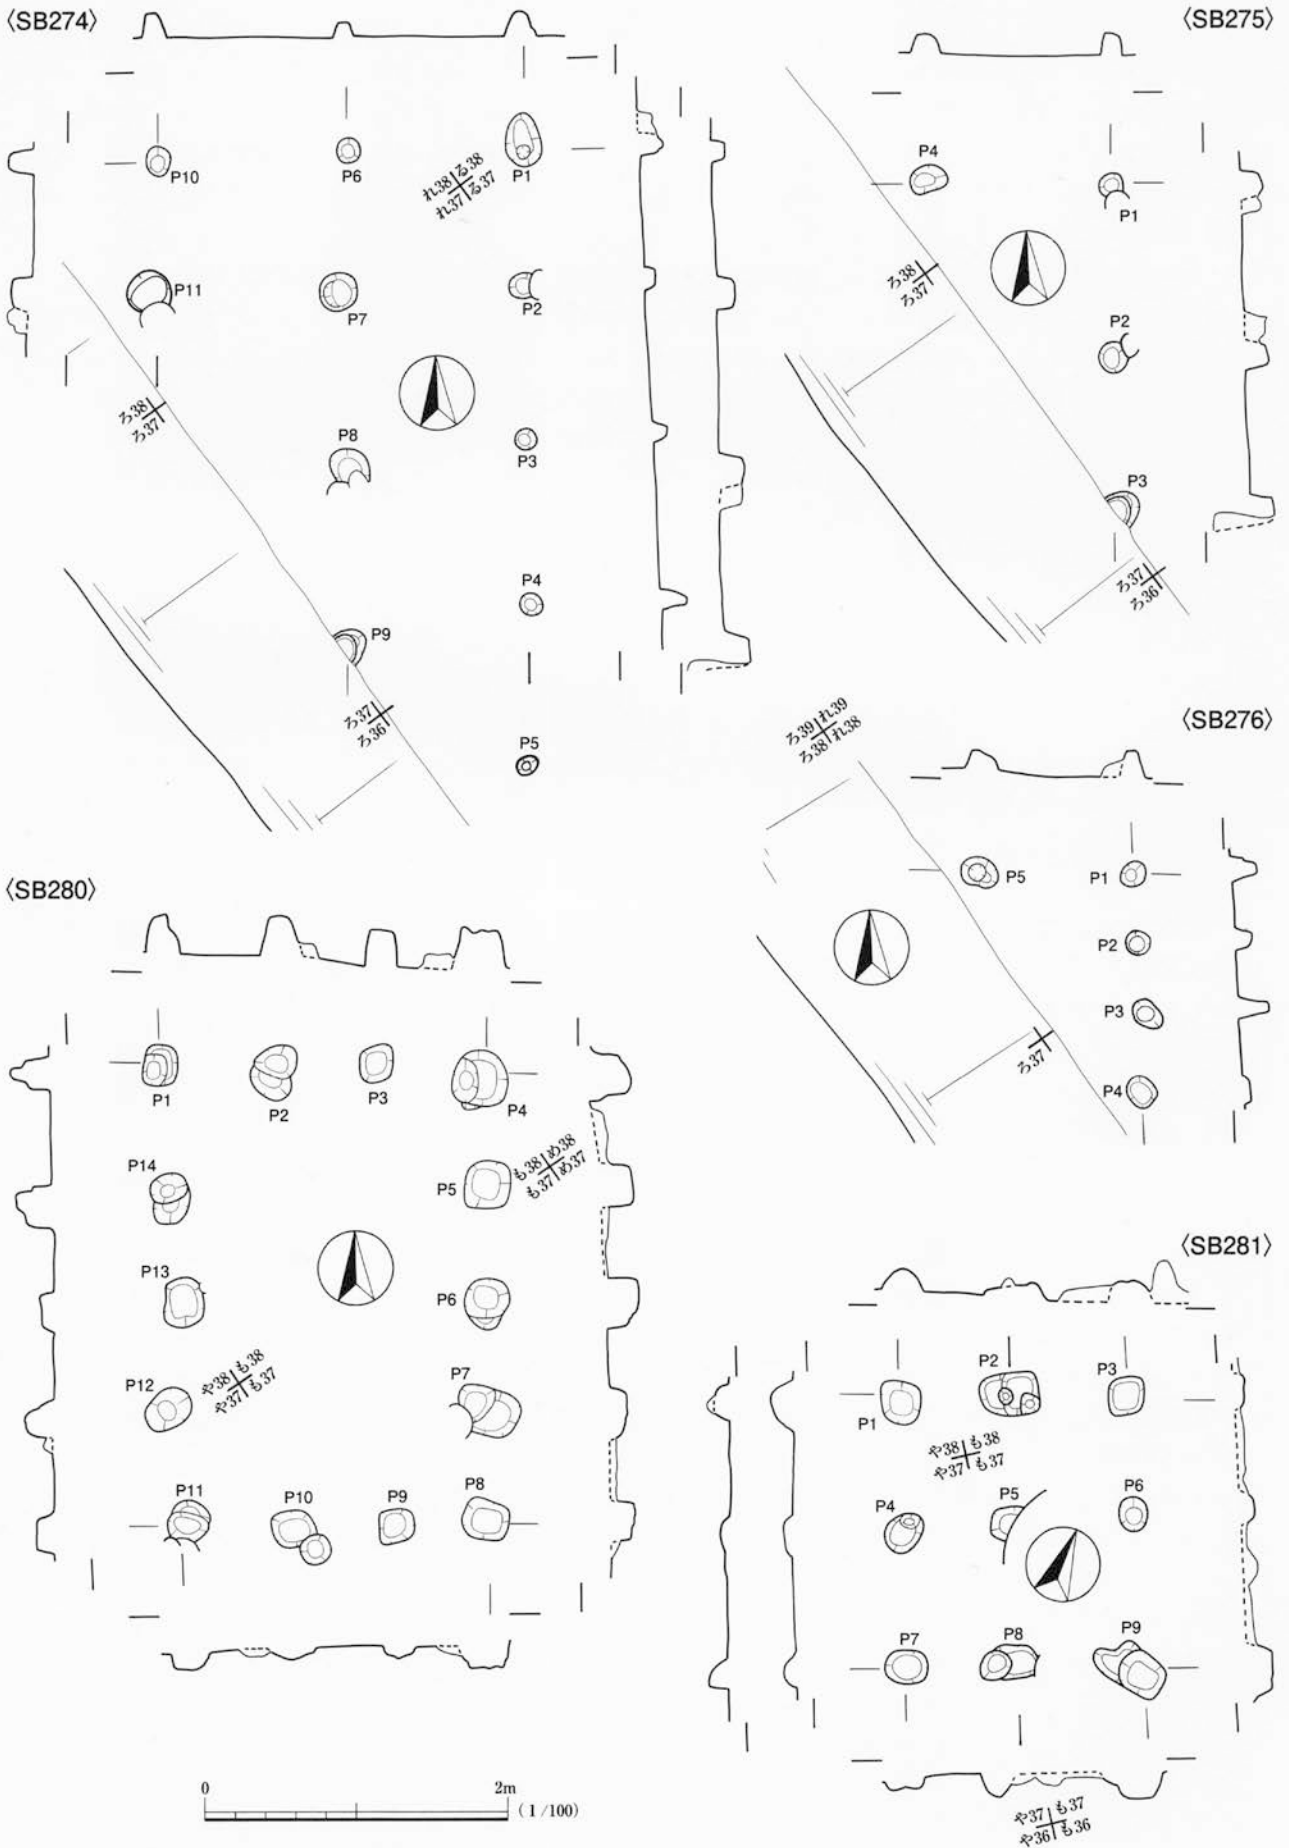 〈SB274〉
P10
P6
P1
れ38 る38
れ37 る37
P11
P7
P2
ろ38
ろ37
P8
P3
P4
P9
ろ37
ろ36
P5
〈SB275〉
P4
P1
ろ38
ろ37
P2
P3
ろ37
ろ36
〈SB276〉
ろ39 れ39
ろ38 れ38
P5
P1
P2
P3
ろ37
P4
〈SB280〉
P1
P2
P3
P4
も38 め38
も37 め37
P14
P5
P13
P6
や38 も38
や37 も37
P12
P7
P11
P10
P9
P8
〈SB281〉
P1
P2
P3
や38 も38
や37 も37
P4
P5
P6
P7
P8
P9
や37 も37
や36 も36
0 2m
(1/100)